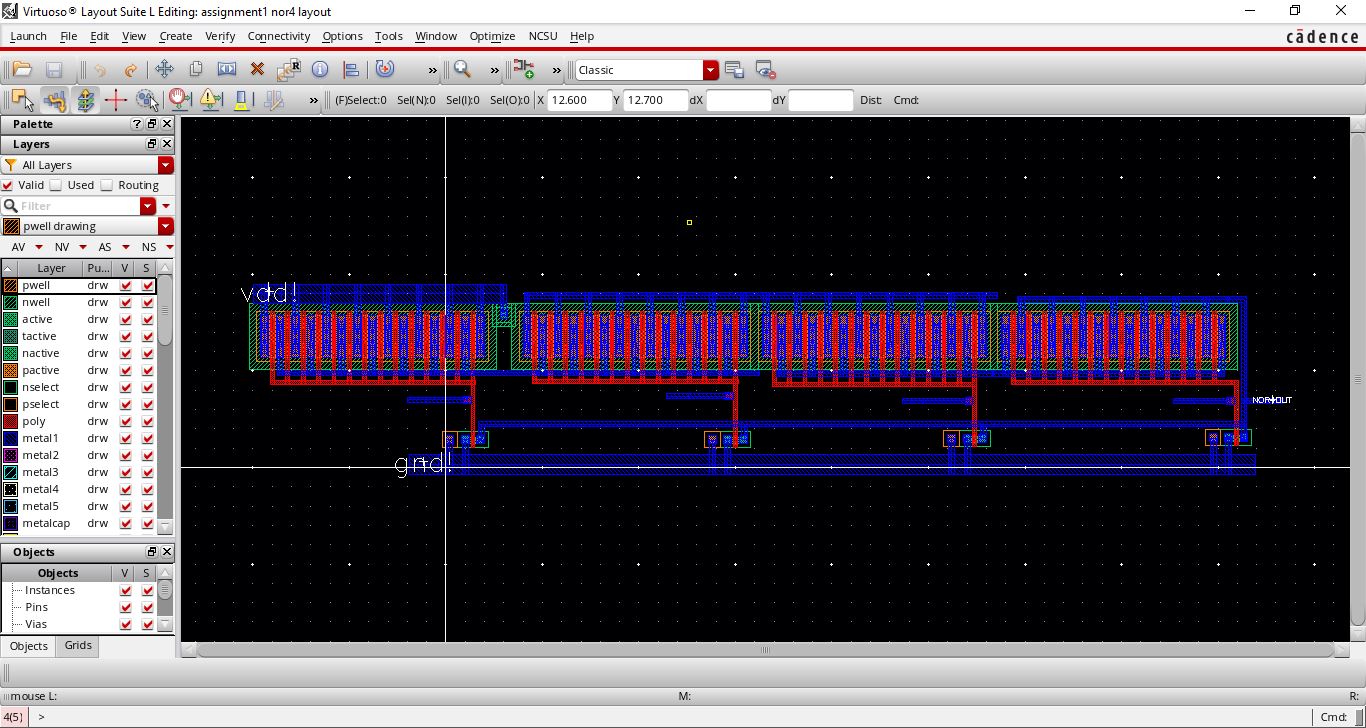 Virtuoso® Layout Suite L Editing: assignment1 nor4 layout
Launch File Edit View Create Verify Connectivity Options Tools Window Optimize NCSU Help
cādence
» » » Classic
» (F)Select:0 Sel(N):0 Sel(I):0 Sel(O):0 X 12.600 Y 12.700 dX dY Dist: Cmd:
Palette ?
Layers
All Layers
Valid Used Routing
Filter
pwell drawing
AV NV AS NS
Layer Pu... V S
pwell drw
nwell drw
active drw
tactive drw
nactive drw
pactive drw
nselect drw
pselect drw
poly drw
metal1 drw
metal2 drw
metal3 drw
metal4 drw
metal5 drw
metalcap drw
Objects
Objects V S
Instances
Pins
Vias
Objects Grids
vdd!
gnd!
mouse L: M: R:
4(5) > Cmd: